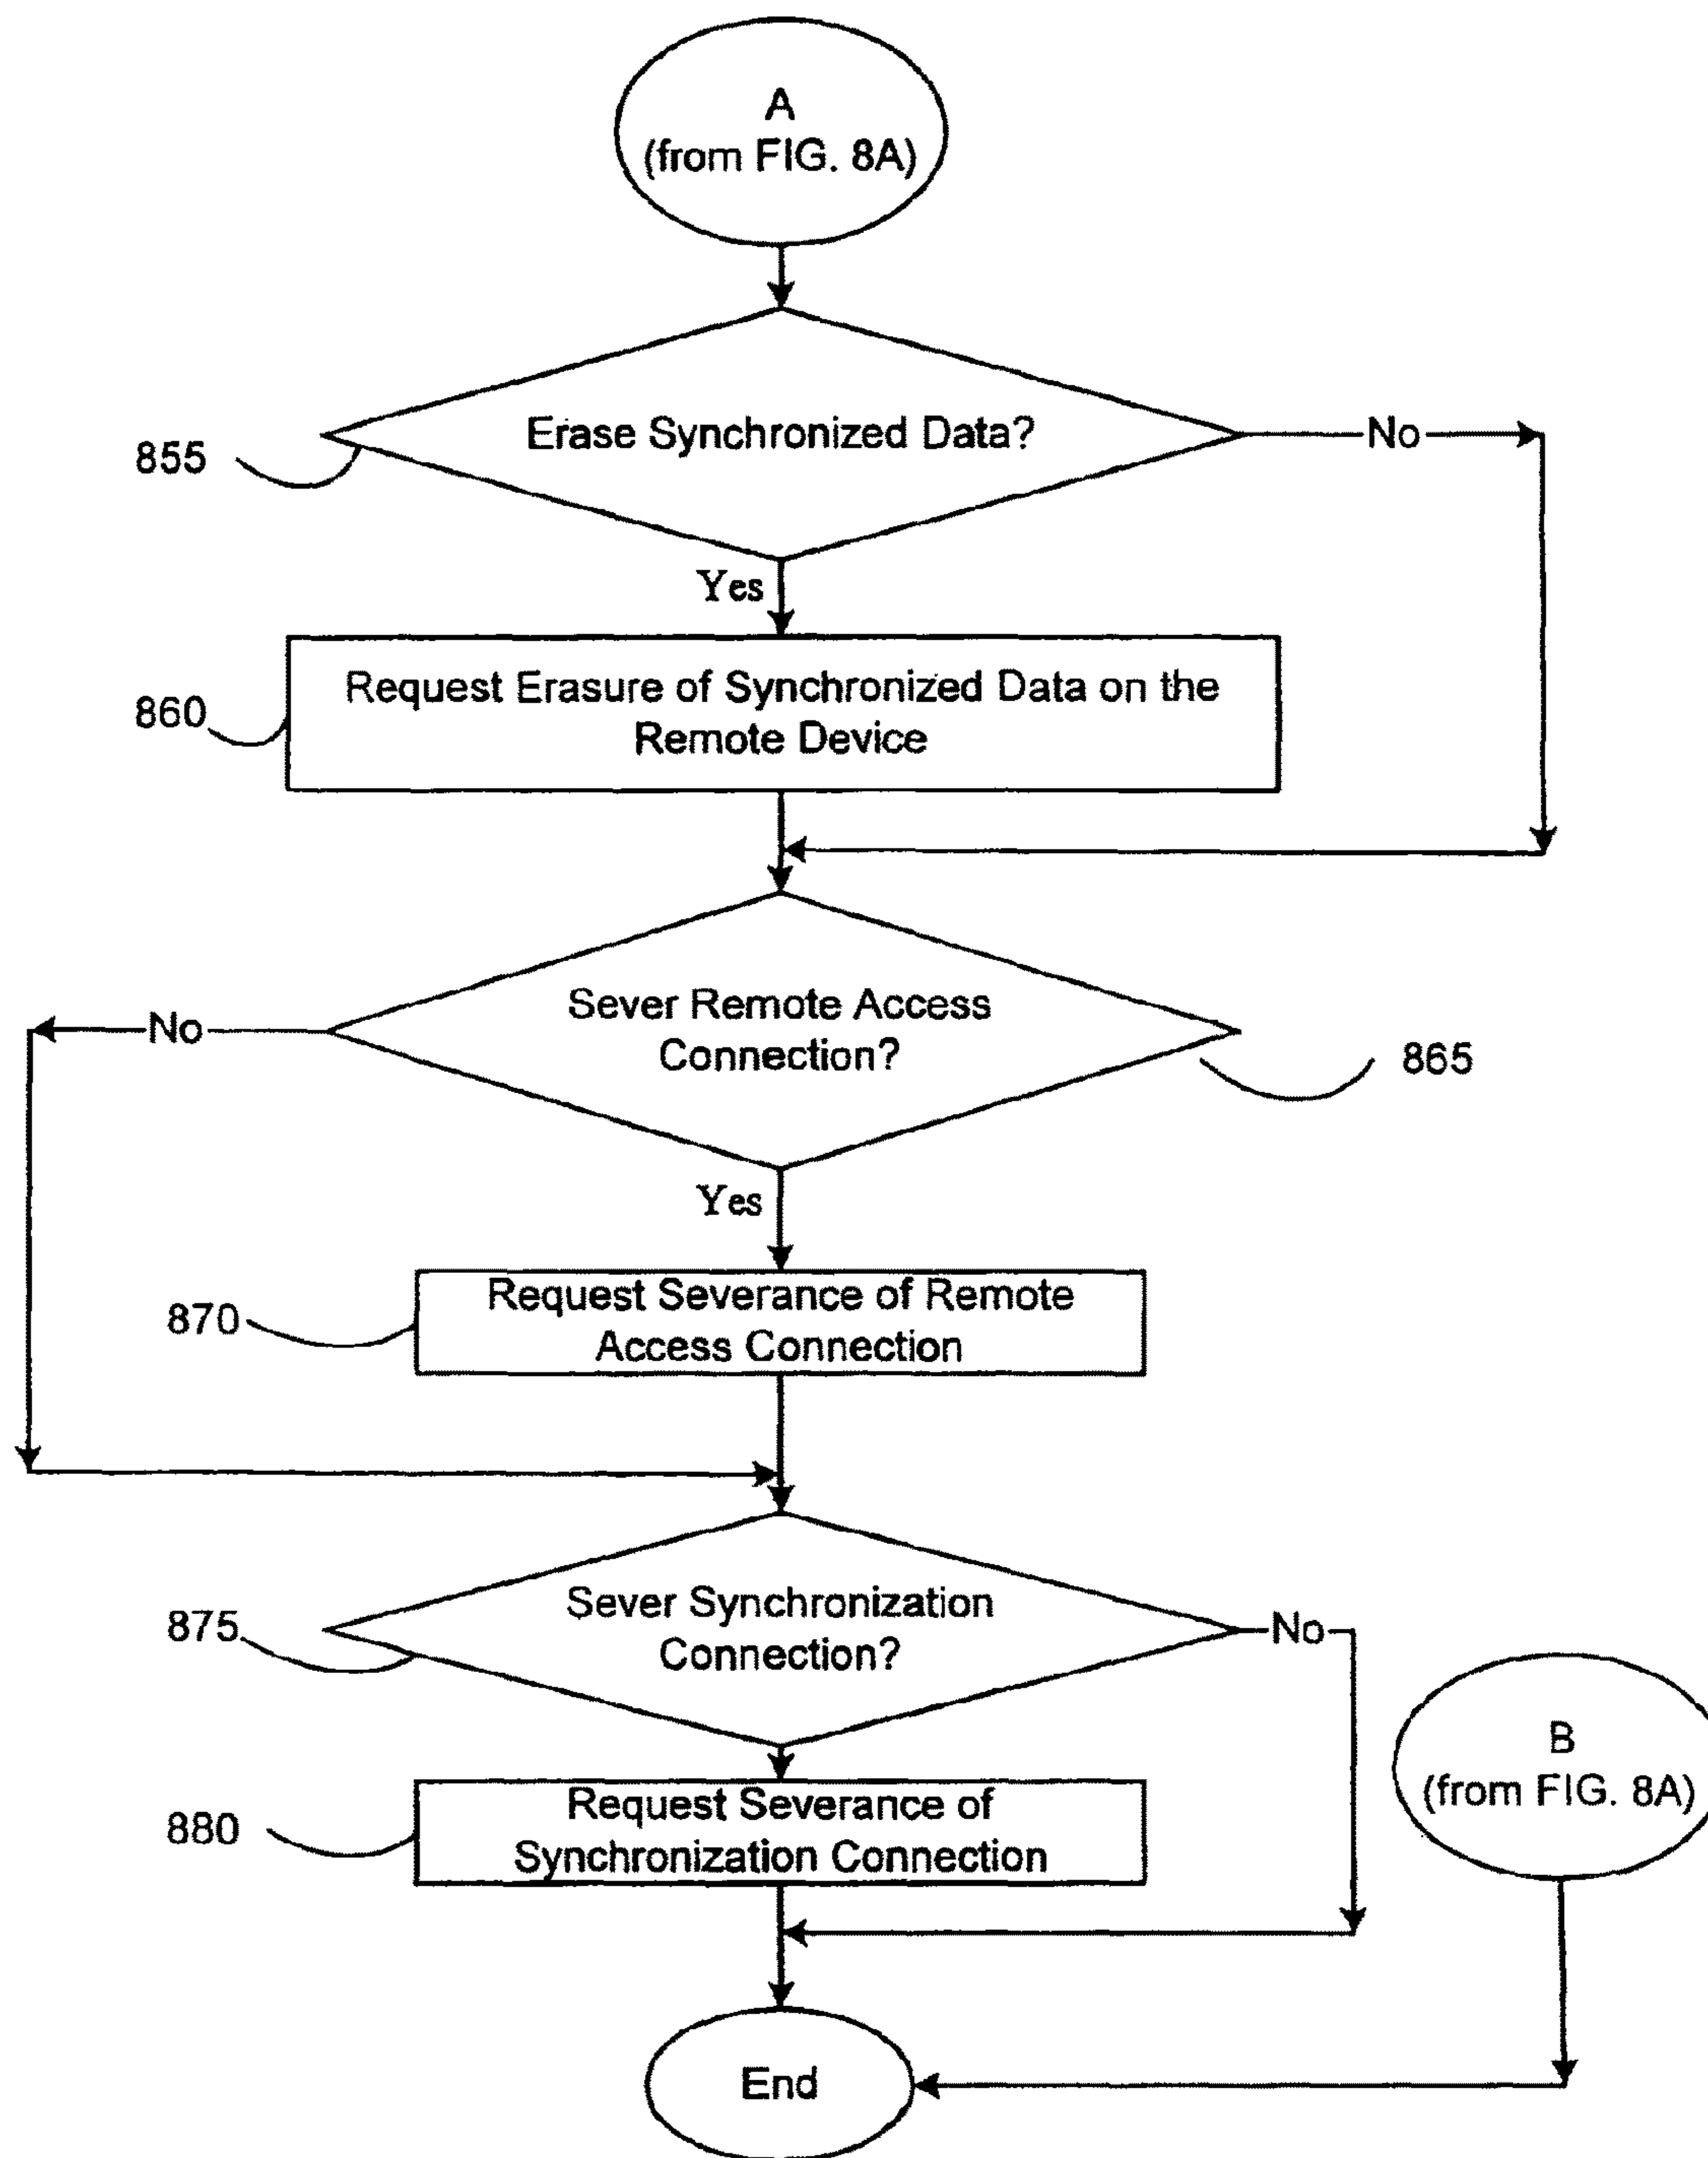 A
(from FIG. 8A)
Erase Synchronized Data?
No
855
Yes
Request Erasure of Synchronized Data on the
Remote Device
860
Sever Remote Access
Connection?
No
865
Yes
Request Severance of Remote
Access Connection
870
Sever Synchronization
Connection?
875
No
B
(from FIG. 8A)
Request Severance of
Synchronization Connection
880
End